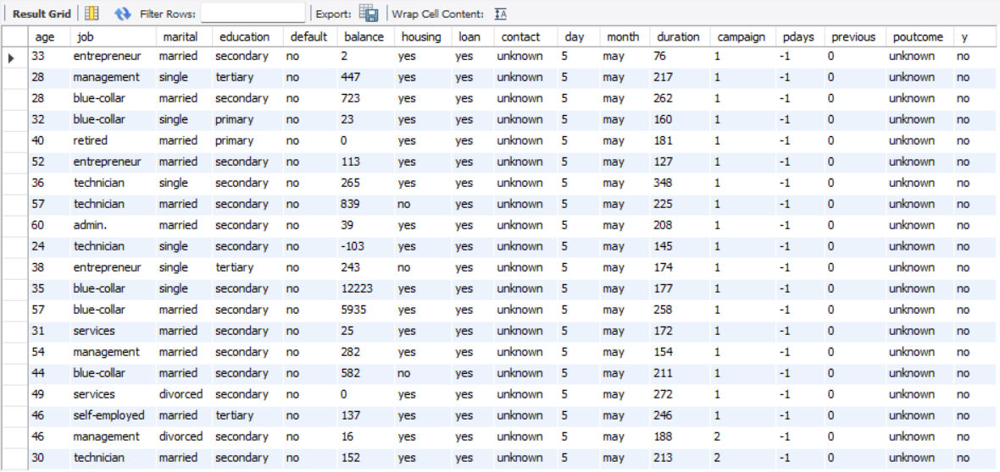 Result Grid Filter Rows: Export: Wrap Cell Content: IA
age job marital education default balance housing loan contact day month duration campaign pdays previous poutcome y
33 entrepreneur married secondary no 2 yes yes unknown 5 may 76 1 -1 0 unknown no
28 management single tertiary no 447 yes yes unknown 5 may 217 1 -1 0 unknown no
28 blue-collar married secondary no 723 yes yes unknown 5 may 262 1 -1 0 unknown no
32 blue-collar single primary no 23 yes yes unknown 5 may 160 1 -1 0 unknown no
40 retired married primary no 0 yes yes unknown 5 may 181 1 -1 0 unknown no
52 entrepreneur married secondary no 113 yes yes unknown 5 may 127 1 -1 0 unknown no
36 technician single secondary no 265 yes yes unknown 5 may 348 1 -1 0 unknown no
57 technician married secondary no 839 no yes unknown 5 may 225 1 -1 0 unknown no
60 admin. married secondary no 39 yes yes unknown 5 may 208 1 -1 0 unknown no
24 technician single secondary no -103 yes yes unknown 5 may 145 1 -1 0 unknown no
38 entrepreneur single tertiary no 243 no yes unknown 5 may 174 1 -1 0 unknown no
35 blue-collar single secondary no 12223 yes yes unknown 5 may 177 1 -1 0 unknown no
57 blue-collar married secondary no 5935 yes yes unknown 5 may 258 1 -1 0 unknown no
31 services married secondary no 25 yes yes unknown 5 may 172 1 -1 0 unknown no
54 management married secondary no 282 yes yes unknown 5 may 154 1 -1 0 unknown no
44 blue-collar married secondary no 582 no yes unknown 5 may 211 1 -1 0 unknown no
49 services divorced secondary no 0 yes yes unknown 5 may 272 1 -1 0 unknown no
46 self-employed married tertiary no 137 yes yes unknown 5 may 246 1 -1 0 unknown no
46 management divorced secondary no 16 yes yes unknown 5 may 188 2 -1 0 unknown no
30 technician married secondary no 152 yes yes unknown 5 may 213 2 -1 0 unknown no